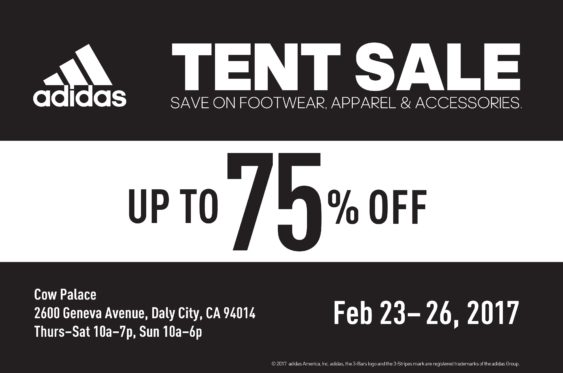 adidas
TENT SALE
SAVE ON FOOTWEAR, APPAREL & ACCESSORIES.
UP TO 75% OFF
Cow Palace
2600 Geneva Avenue, Daly City, CA 94014
Thurs–Sat 10a–7p, Sun 10a–6p
Feb 23–26, 2017
© 2017 adidas America, Inc. adidas, the 3-Bars logo and the 3-Stripes mark are registered trademarks of the adidas Group.